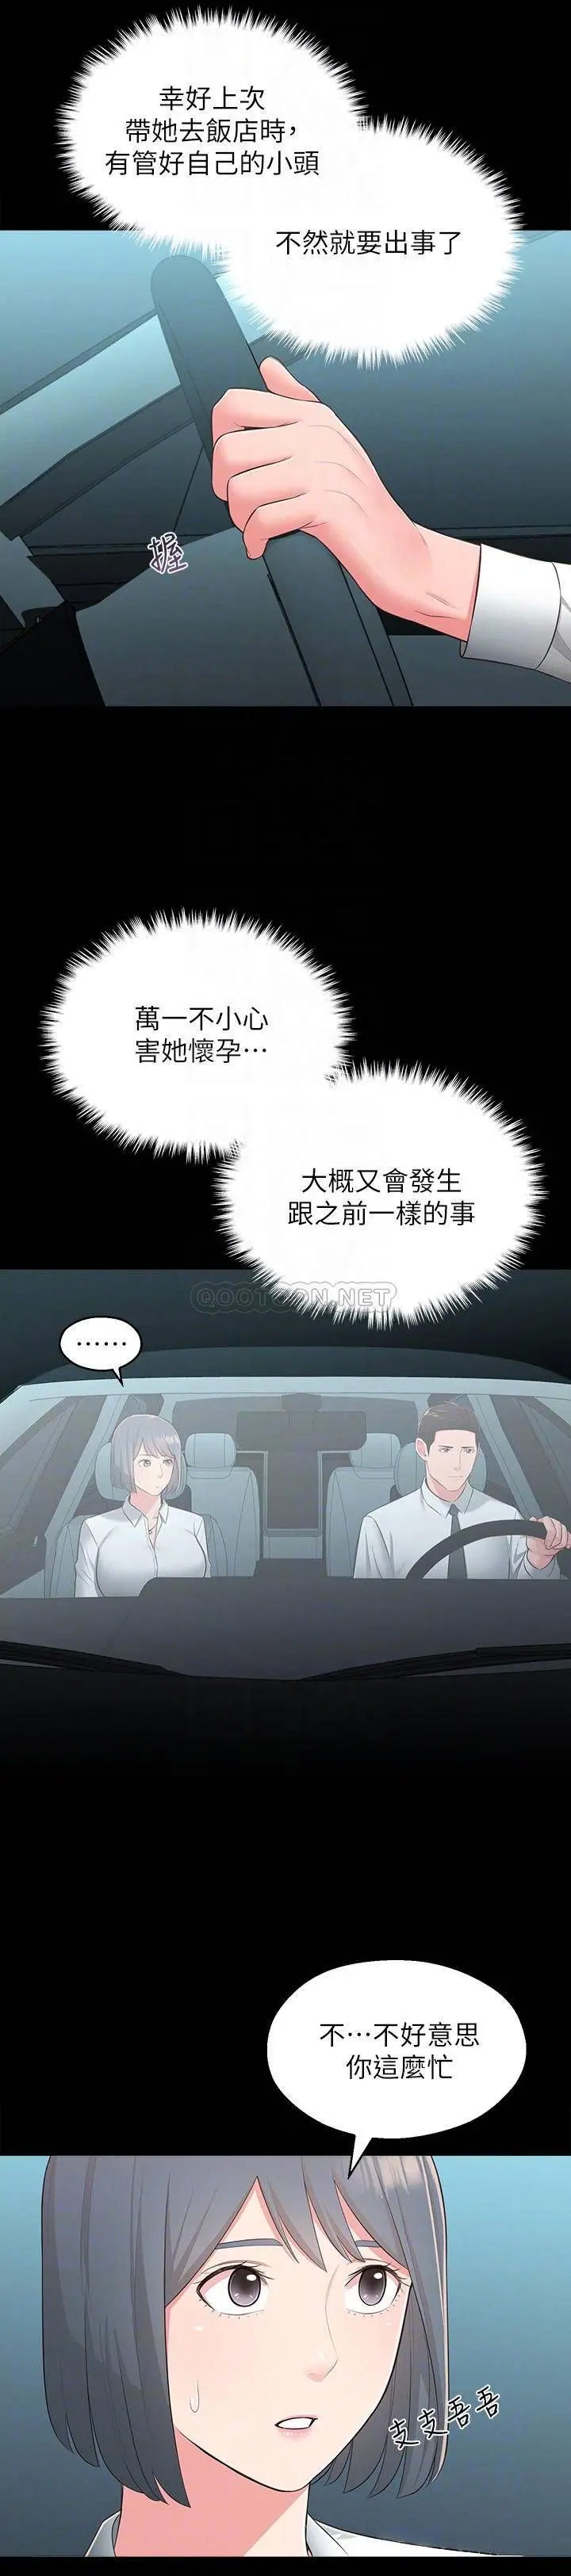 幸好上次
帶她去飯店時，
有管好自己的小頭
不然就要出事了
握
萬一不小心
害她懷孕…
大概又會發生
跟之前一樣的事
QOOTOON.NET
……
不…不好意思
你這麼忙
支支吾吾